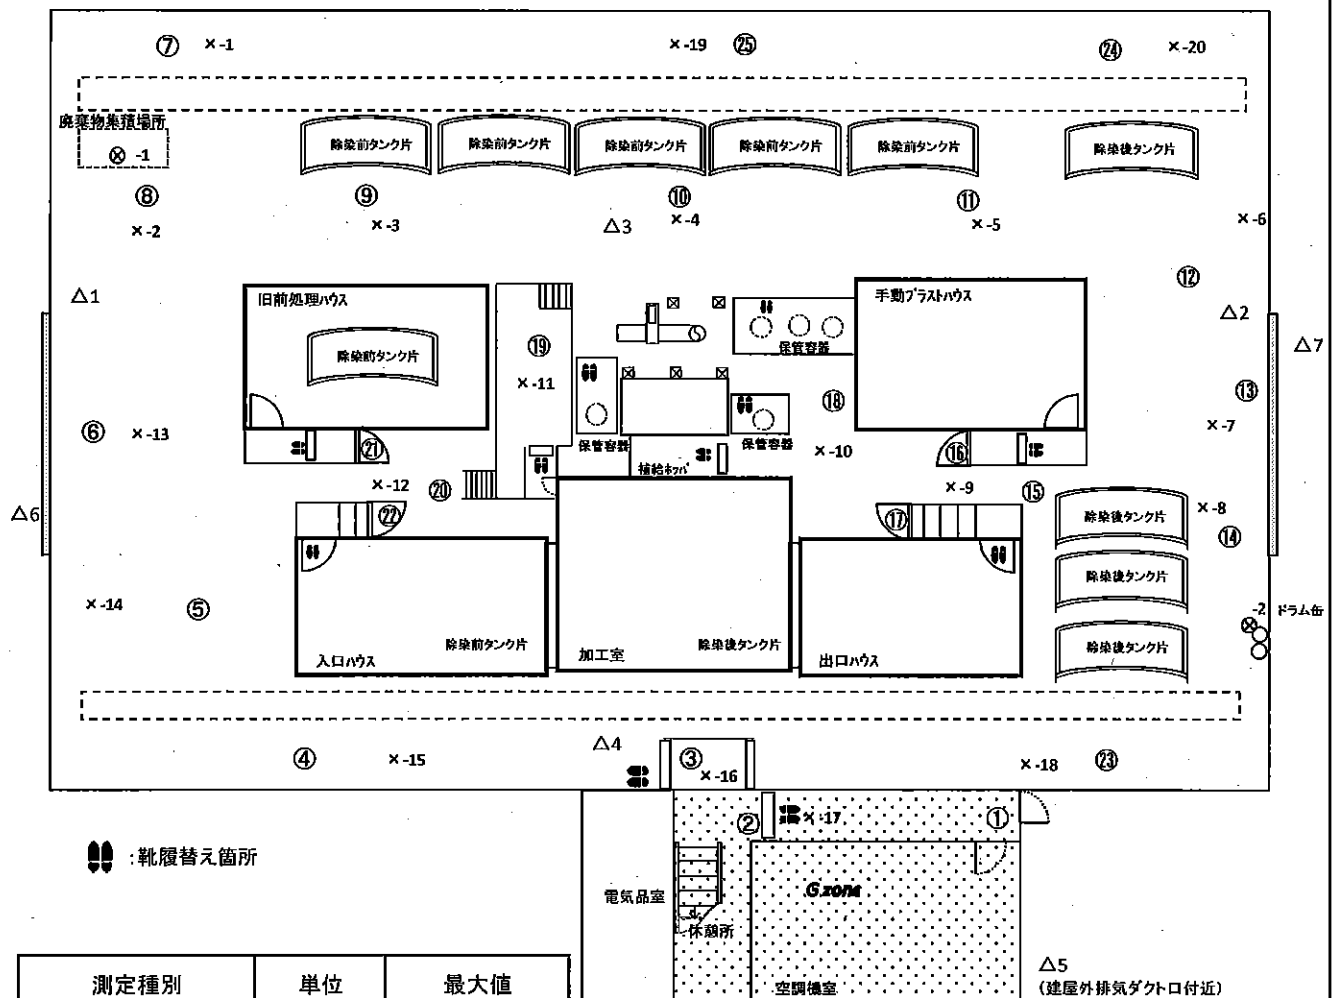 ⑦ ×-1 ×-19 ㉕ ㉔ ×-20
廃棄物集積場所
⊗ -1
除染前タンク片 除染前タンク片 除染前タンク片 除染前タンク片 除染前タンク片 除染後タンク片
⑧ ⑨ ⑩ ⑪
×-2 ×-3 △3 ×-4 ×-5 ×-6
⑫
△1 旧前処理ハウス 手動ブラストハウス △2
△7
除染前タンク片 ⑲ 保管容器
×-11 ⑱ ⑬
⑥ ×-13 ×-7
㉑ 保管容器 保管容器 ×-10 ⑯
補給ホッパ
×-12 ⑳ ×-9 ⑮
△6 ㉒ ⑰ 除染後タンク片 ×-8
⑭
除染後タンク片
×-14 ⑤ -2 ドラム缶
入口ハウス 除染前タンク片 加工室 除染後タンク片 出口ハウス 除染後タンク片
④ ×-15 △4 ③ ×-16 ×-18 ㉓
② ×-17 ①
:靴履替え箇所
電気品室 G zone
休憩所
測定種別 単位 最大値
空調機室
△5
(建屋外排気ダクト口付近)